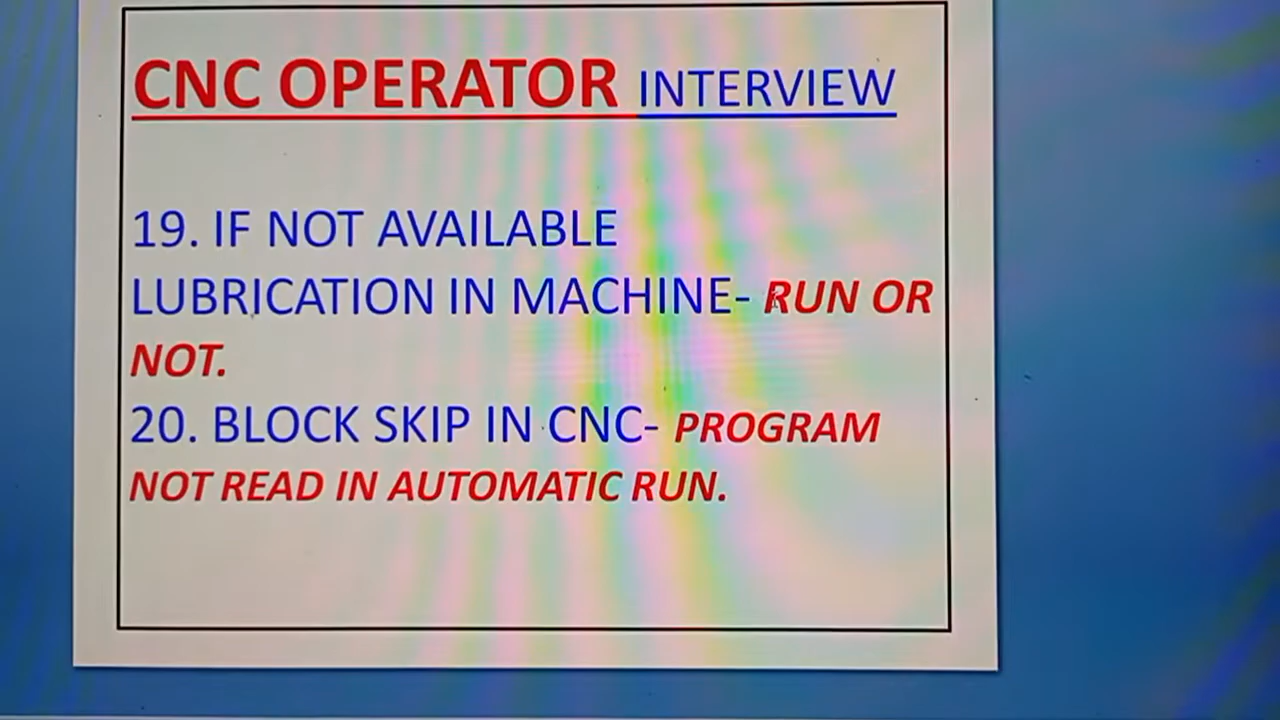 CNC OPERATOR INTERVIEW
19. IF NOT AVAILABLE
LUBRICATION IN MACHINE- RUN OR
NOT.
20. BLOCK SKIP IN CNC- PROGRAM
NOT READ IN AUTOMATIC RUN.